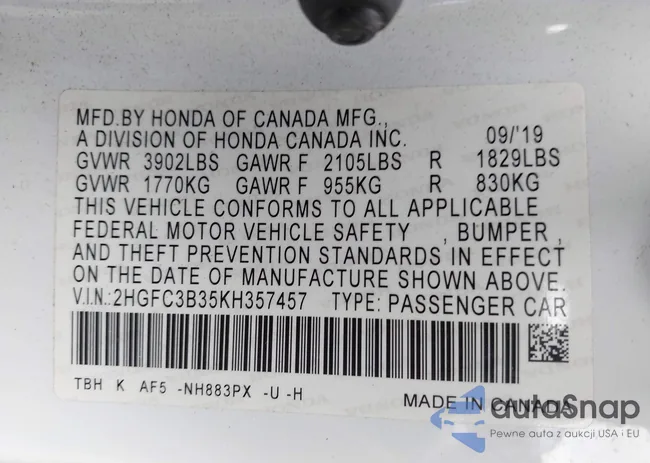 MFD.BY HONDA OF CANADA MFG.,
A DIVISION OF HONDA CANADA INC. 09/'19
GVWR 3902LBS GAWR F 2105LBS R 1829LBS
GVWR 1770KG GAWR F 955KG R 830KG
THIS VEHICLE CONFORMS TO ALL APPLICABLE
FEDERAL MOTOR VEHICLE SAFETY , BUMPER ,
AND THEFT PREVENTION STANDARDS IN EFFECT
ON THE DATE OF MANUFACTURE SHOWN ABOVE.
V.I.N.:2HGFC3B35KH357457 TYPE: PASSENGER CAR
TBH K AF5 -NH883PX -U -H
MADE IN CANADA
autoSnap
Pewne auta z aukcji USA i EU